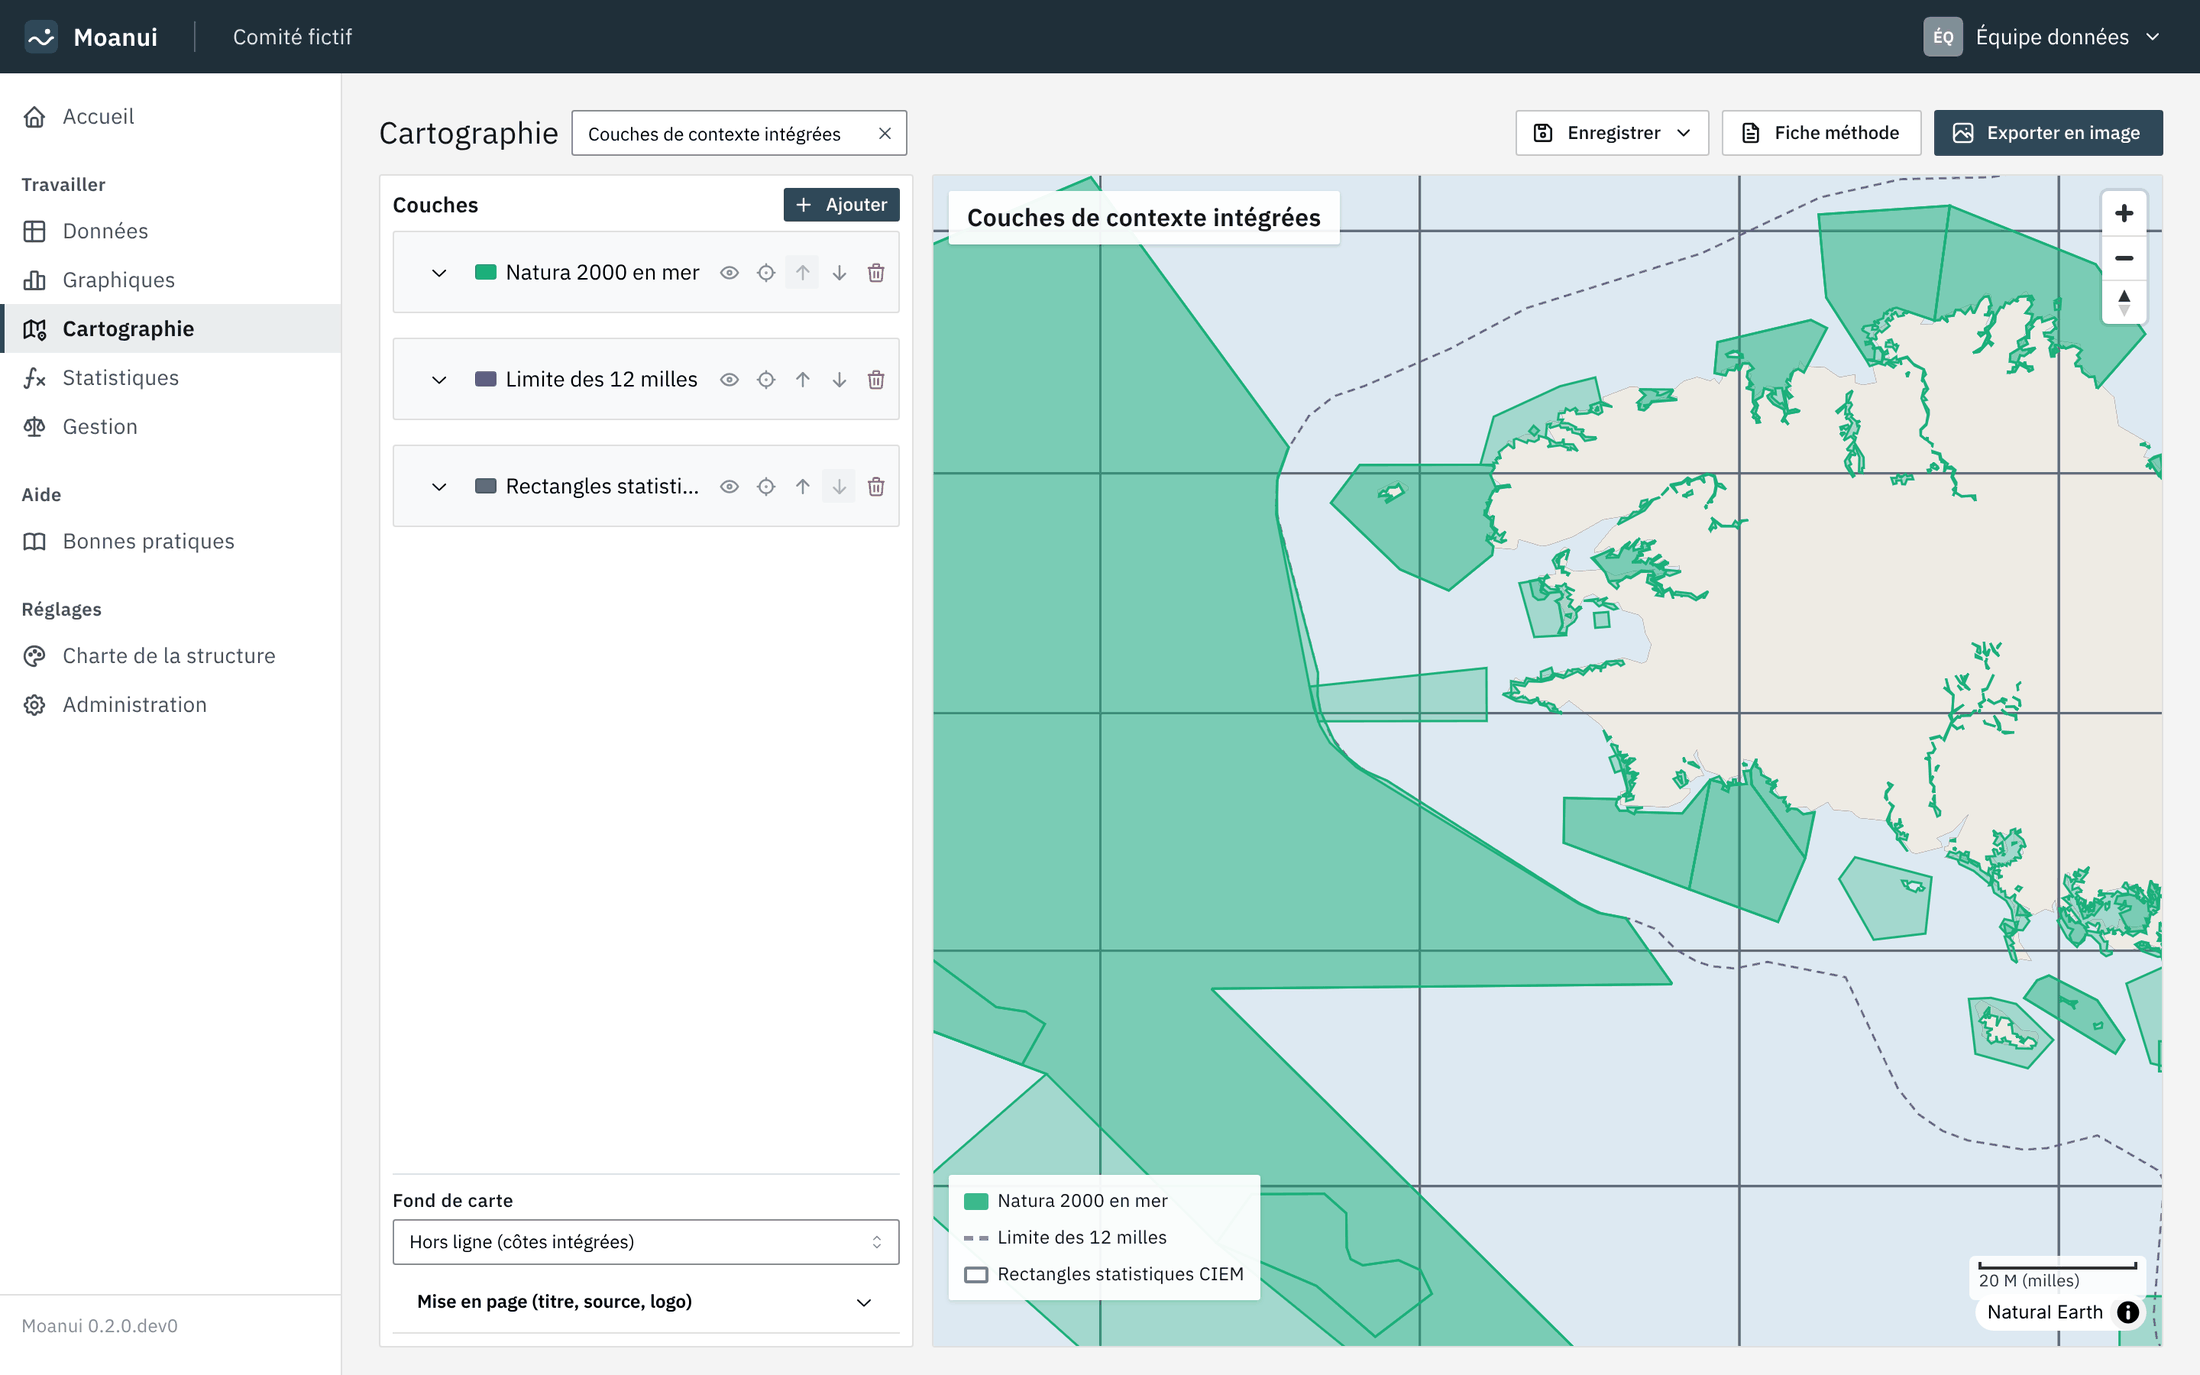 Moanui
Comité fictif
ÉQ
Équipe données
Accueil
Travailler
Données
Graphiques
Cartographie
Statistiques
Gestion
Aide
Bonnes pratiques
Réglages
Charte de la structure
Administration
Moanui 0.2.0.dev0
Cartographie
Couches de contexte intégrées
Enregistrer
Fiche méthode
Exporter en image
Couches
Ajouter
Natura 2000 en mer
Limite des 12 milles
Rectangles statisti...
Fond de carte
Hors ligne (côtes intégrées)
Mise en page (titre, source, logo)
Couches de contexte intégrées
Natura 2000 en mer
Limite des 12 milles
Rectangles statistiques CIEM
20 M (milles)
Natural Earth